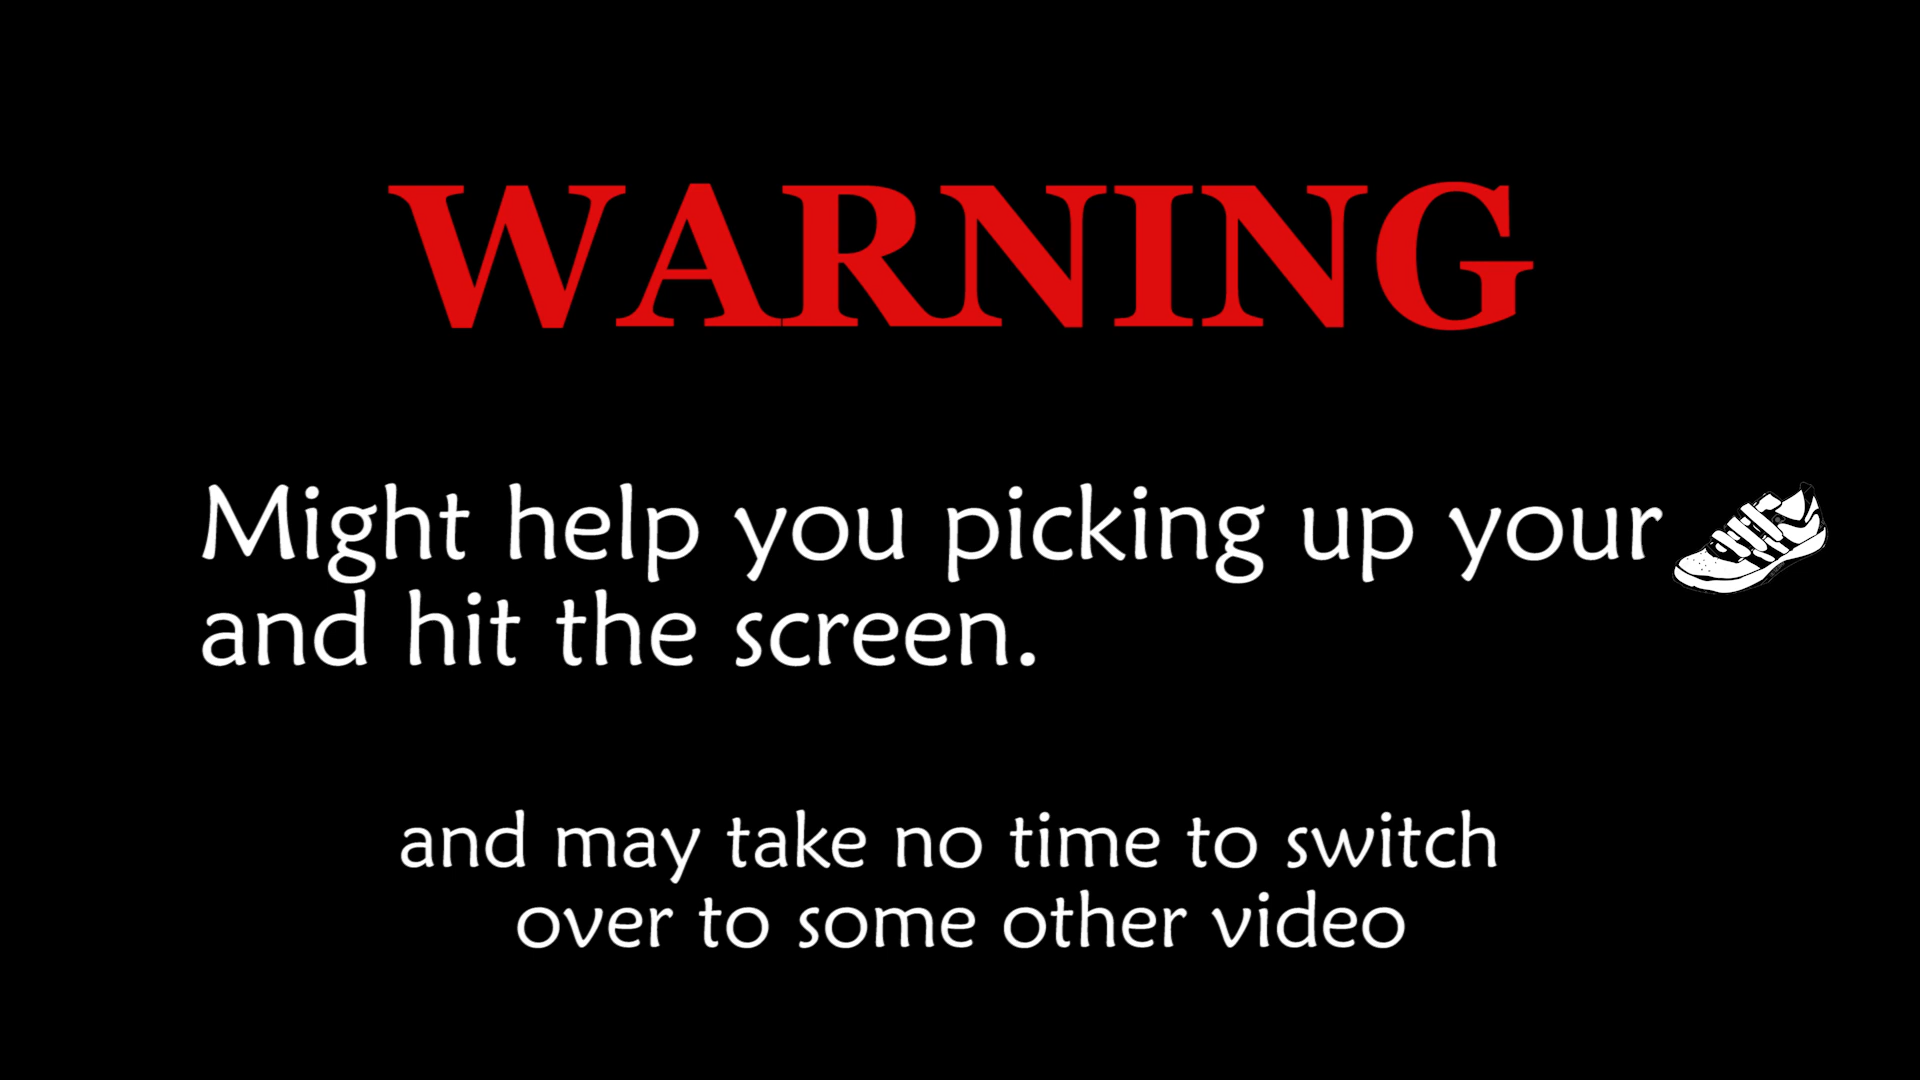 WARNING
Might help you picking up your
and hit the screen.
and may take no time to switch
over to some other video